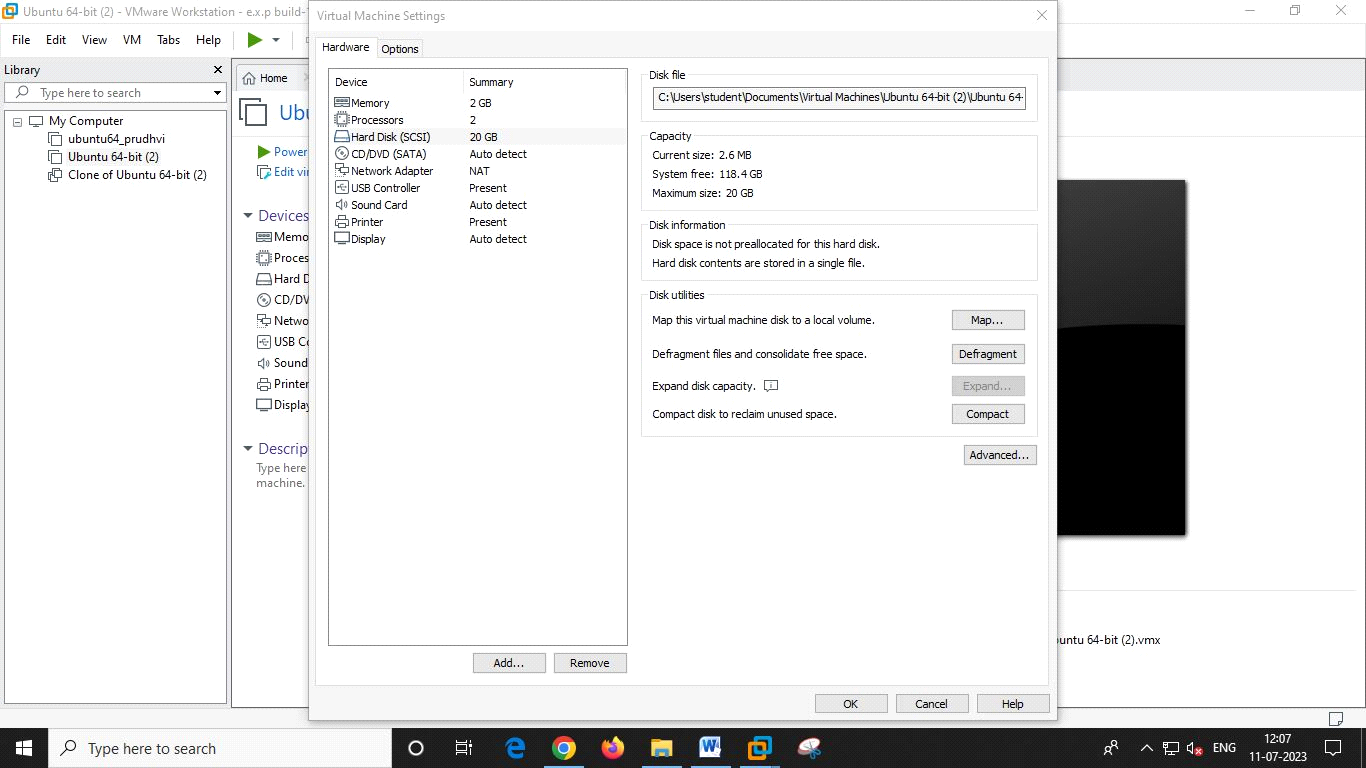 Ubuntu 64-bit (2) - VMware Workstation - e.x.p build-
File Edit View VM Tabs Help
Library
Type here to search
My Computer
ubuntu64_prudhvi
Ubuntu 64-bit (2)
Clone of Ubuntu 64-bit (2)
Home
Ubu
Power
Edit vi
Devices
Memo
Proces
Hard D
CD/DV
Netwo
USB Co
Sound
Printer
Display
Descrip
Type here
machine.
Virtual Machine Settings
Hardware Options
Device Summary
Memory 2 GB
Processors 2
Hard Disk (SCSI) 20 GB
CD/DVD (SATA) Auto detect
Network Adapter NAT
USB Controller Present
Sound Card Auto detect
Printer Present
Display Auto detect
Add... Remove
Disk file
C:\Users\student\Documents\Virtual Machines\Ubuntu 64-bit (2)\Ubuntu 64-
Capacity
Current size: 2.6 MB
System free: 118.4 GB
Maximum size: 20 GB
Disk information
Disk space is not preallocated for this hard disk.
Hard disk contents are stored in a single file.
Disk utilities
Map this virtual machine disk to a local volume. Map...
Defragment files and consolidate free space. Defragment
Expand disk capacity. Expand...
Compact disk to reclaim unused space. Compact
Advanced...
OK Cancel Help
buntu 64-bit (2).vmx
Type here to search
ENG
12:07
11-07-2023